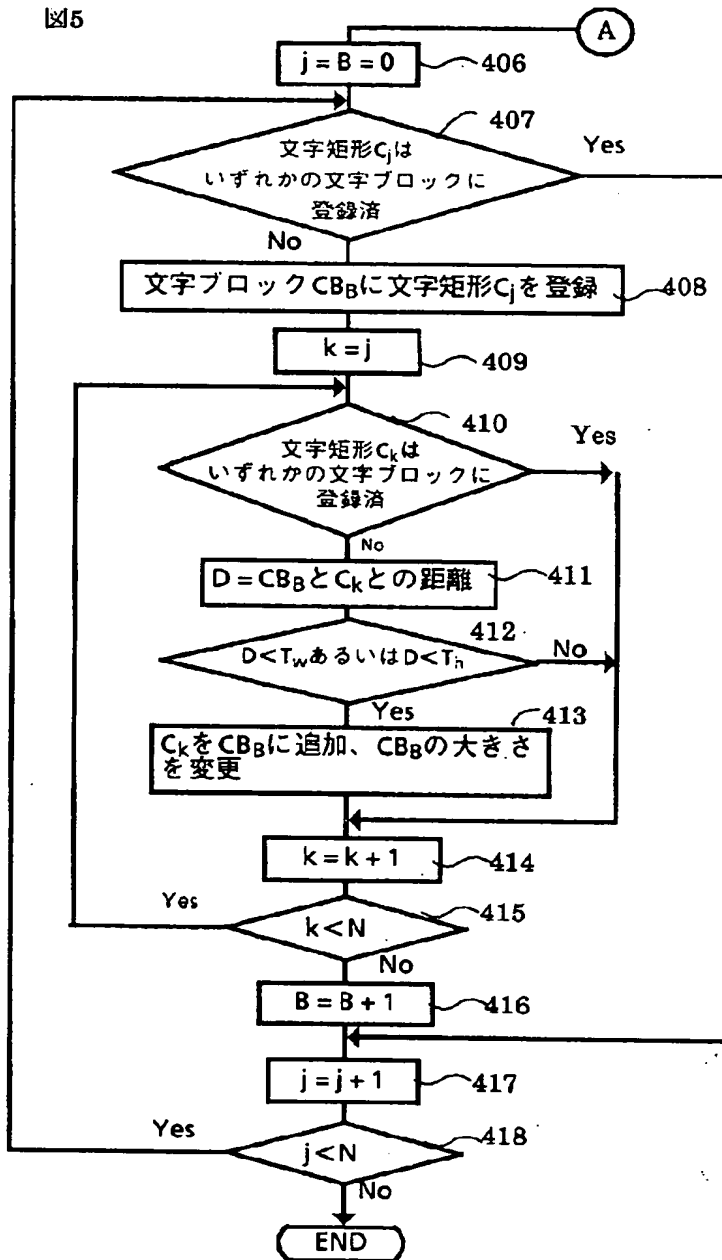 図5
A
j = B = 0
406
407
文字矩形Cjは
いずれかの文字ブロックに
登録済
Yes
No
文字ブロックCBBに文字矩形Cjを登録
408
k = j
409
410
文字矩形Ckは
いずれかの文字ブロックに
登録済
Yes
No
D = CBBとCkとの距離
411
412
D<Twあるいは D<Th
No
Yes
413
CkをCBBに追加、CBBの大きさ
を変更
k = k + 1
414
Yes
k < N
415
No
B = B + 1
416
j = j + 1
417
Yes
j < N
418
No
END